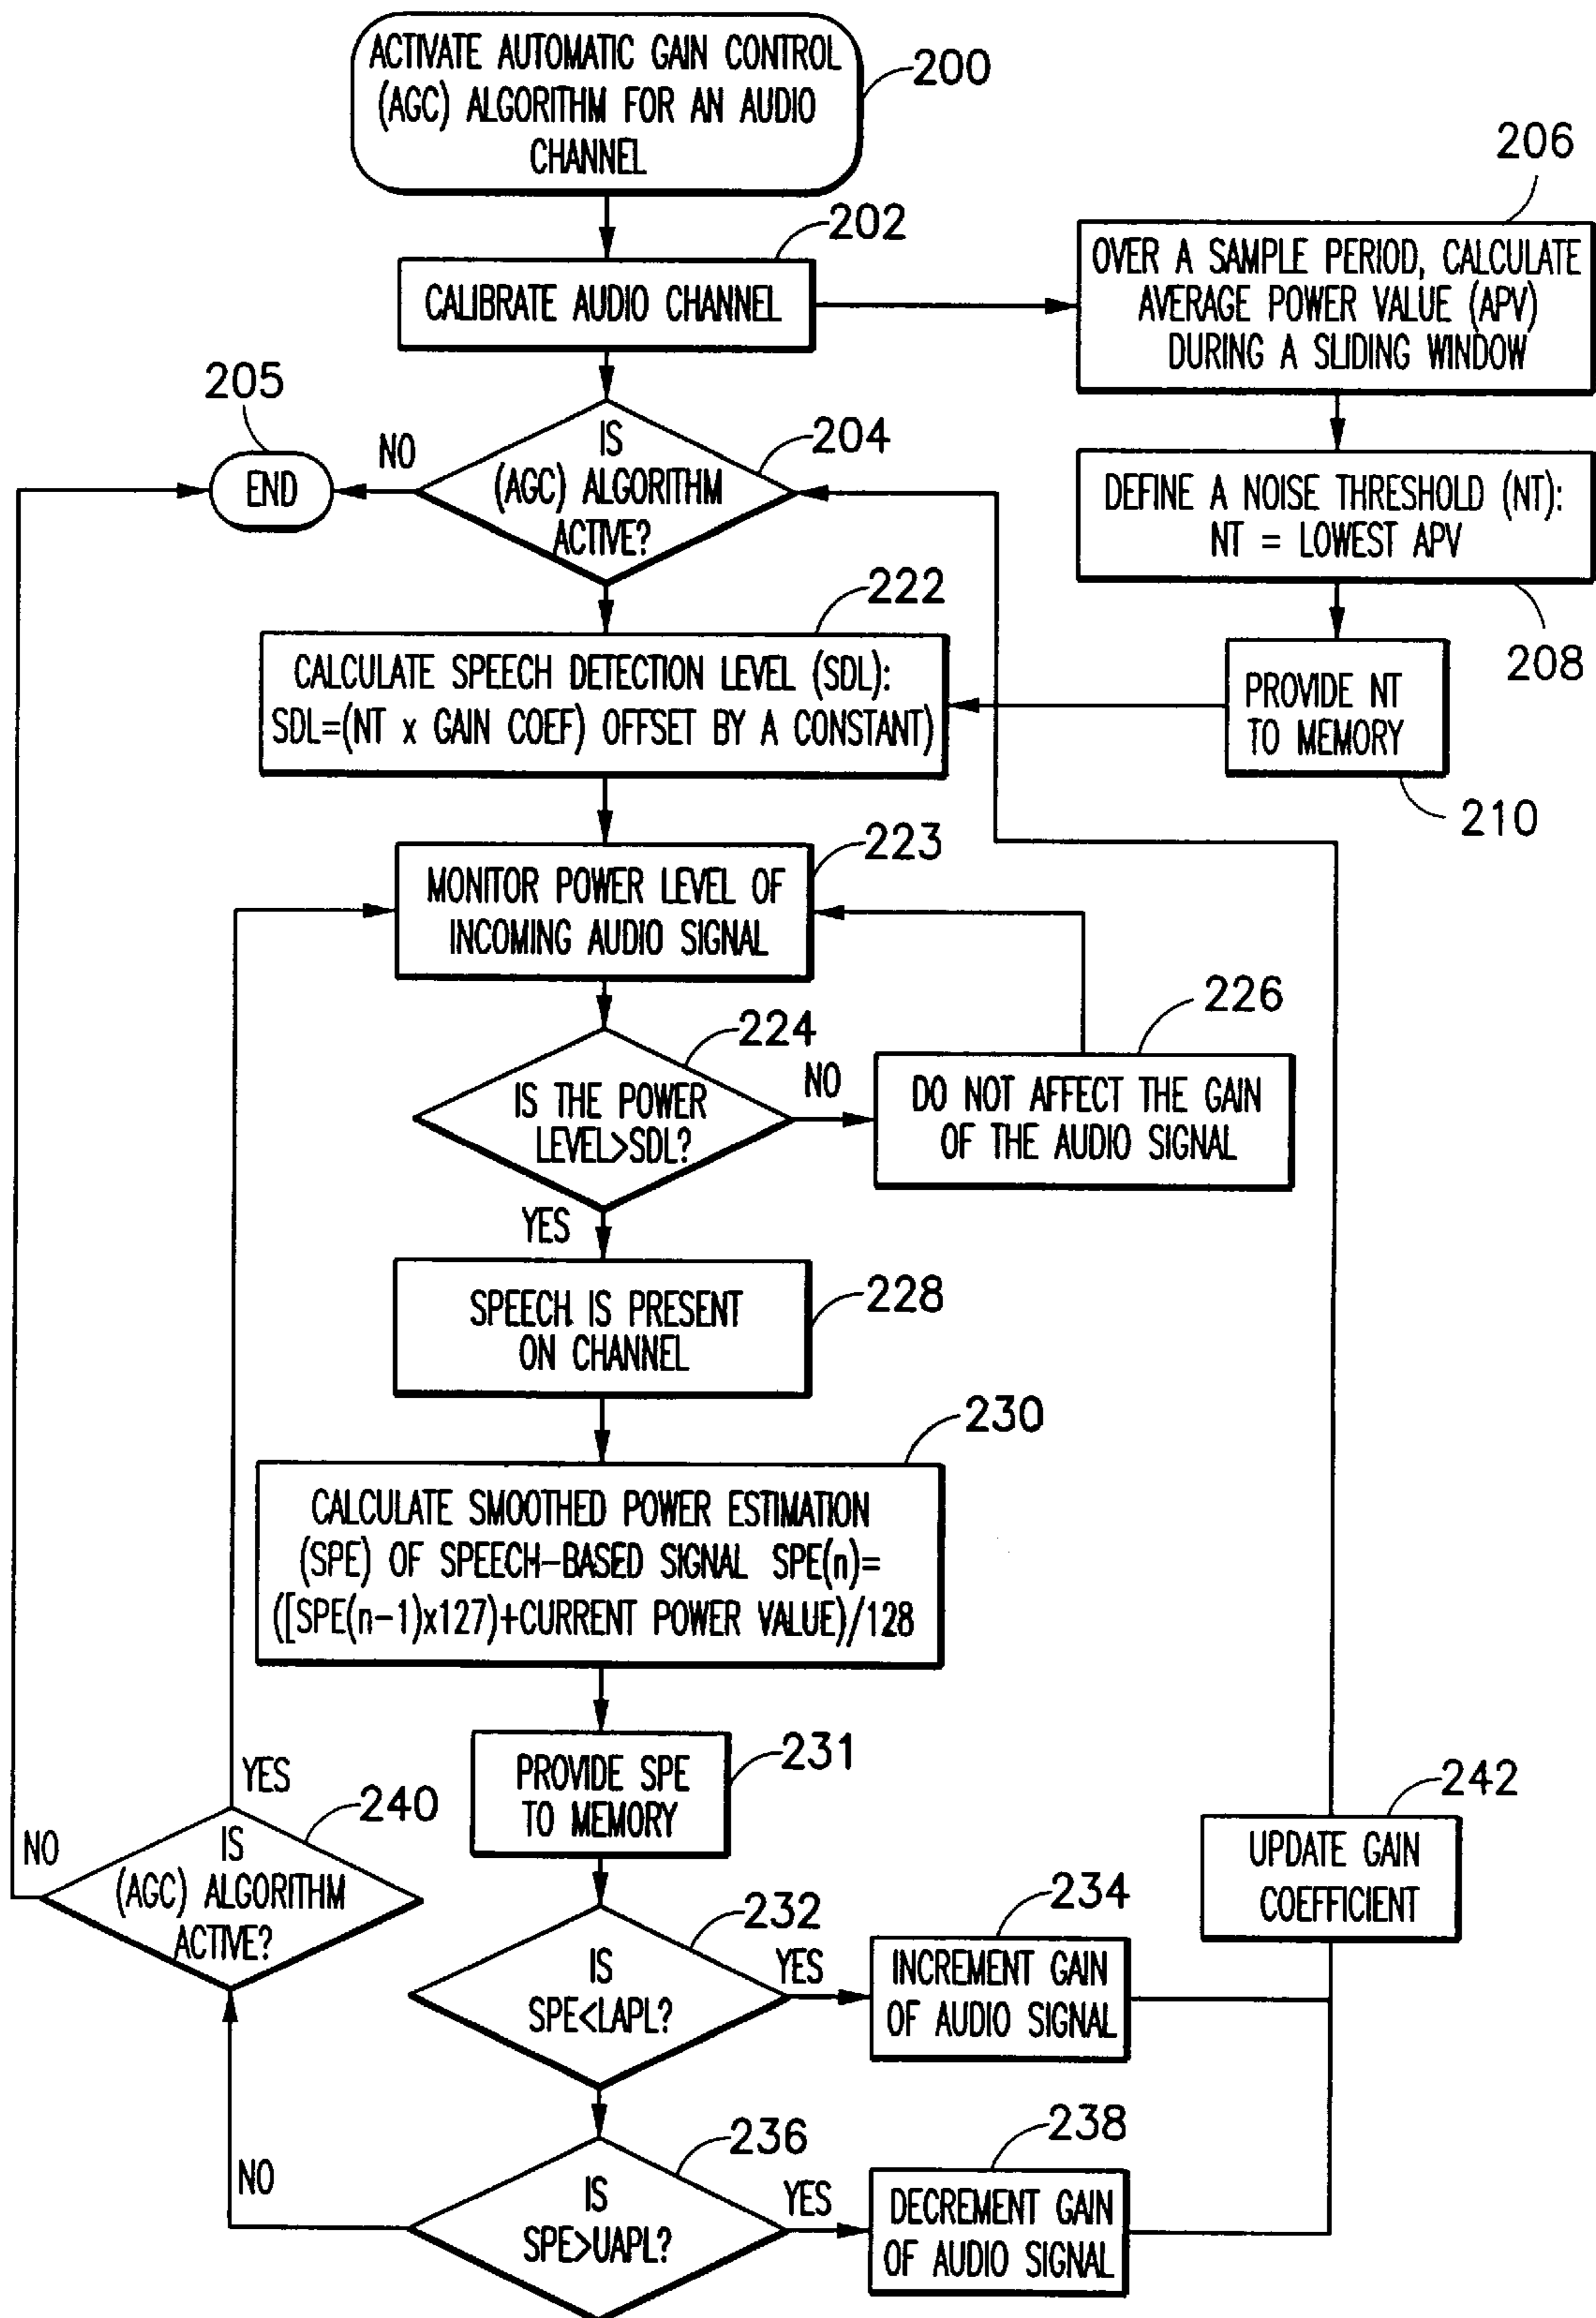 ACTIVATE AUTOMATIC GAIN CONTROL
(AGC) ALGORITHM FOR AN AUDIO
CHANNEL
200
202
CALIBRATE AUDIO CHANNEL
206
OVER A SAMPLE PERIOD, CALCULATE
AVERAGE POWER VALUE (APV)
DURING A SLIDING WINDOW
205
END
NO
204
IS
(AGC) ALGORITHM
ACTIVE?
DEFINE A NOISE THRESHOLD (NT):
NT = LOWEST APV
208
222
CALCULATE SPEECH DETECTION LEVEL (SDL):
SDL=(NT x GAIN COEF) OFFSET BY A CONSTANT)
PROVIDE NT
TO MEMORY
210
223
MONITOR POWER LEVEL OF
INCOMING AUDIO SIGNAL
224
IS THE POWER
LEVEL>SDL?
NO
226
DO NOT AFFECT THE GAIN
OF THE AUDIO SIGNAL
YES
228
SPEECH IS PRESENT
ON CHANNEL
230
CALCULATE SMOOTHED POWER ESTIMATION
(SPE) OF SPEECH-BASED SIGNAL SPE(n)=
([SPE(n-1)x127)+CURRENT POWER VALUE)/128
231
PROVIDE SPE
TO MEMORY
YES
240
NO
IS
(AGC) ALGORITHM
ACTIVE?
242
UPDATE GAIN
COEFFICIENT
232
IS
SPE<LAPL?
YES
234
INCREMENT GAIN
OF AUDIO SIGNAL
NO
236
IS
SPE>UAPL?
YES
238
DECREMENT GAIN
OF AUDIO SIGNAL